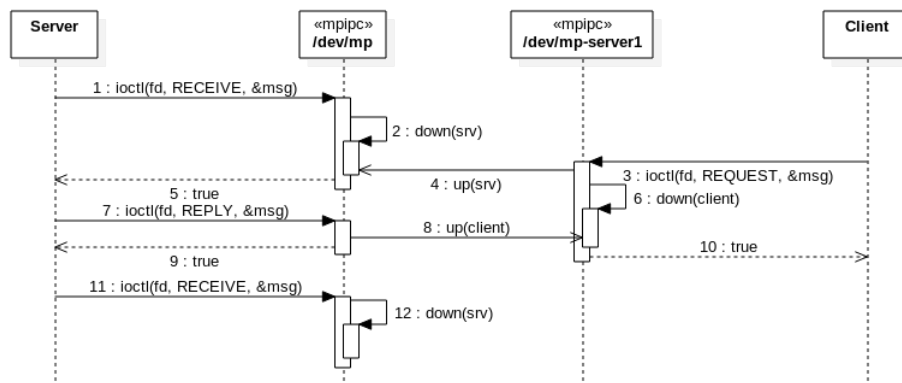 Server
«mpipc»
/dev/mp
«mpipc»
/dev/mp-server1
Client
1 : ioctl(fd, RECEIVE, &msg)
2 : down(srv)
3 : ioctl(fd, REQUEST, &msg)
4 : up(srv)
5 : true
6 : down(client)
7 : ioctl(fd, REPLY, &msg)
8 : up(client)
9 : true
10 : true
11 : ioctl(fd, RECEIVE, &msg)
12 : down(srv)